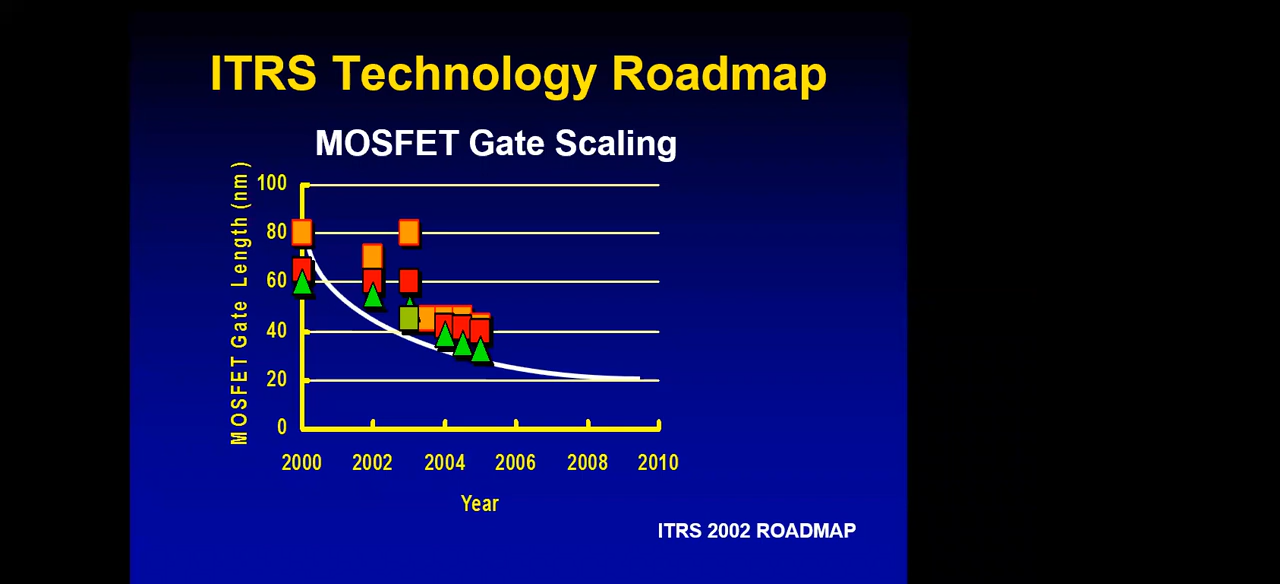 ITRS Technology Roadmap
MOSFET Gate Scaling
MOSFET Gate Length (nm)
100
80
60
40
20
0
2000 2002 2004 2006 2008 2010
Year
ITRS 2002 ROADMAP